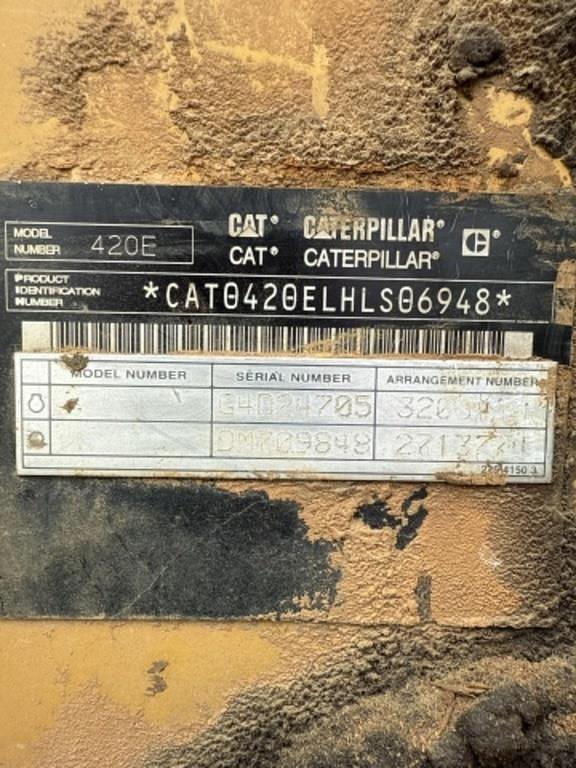 MODEL NUMBER 420E
CAT® CATERPILLAR®
CAT® CATERPILLAR®
PRODUCT IDENTIFICATION NUMBER *CAT0420ELHLS06948*
MODEL NUMBER SERIAL NUMBER ARRANGEMENT NUMBER
G4D24705
DMR09848